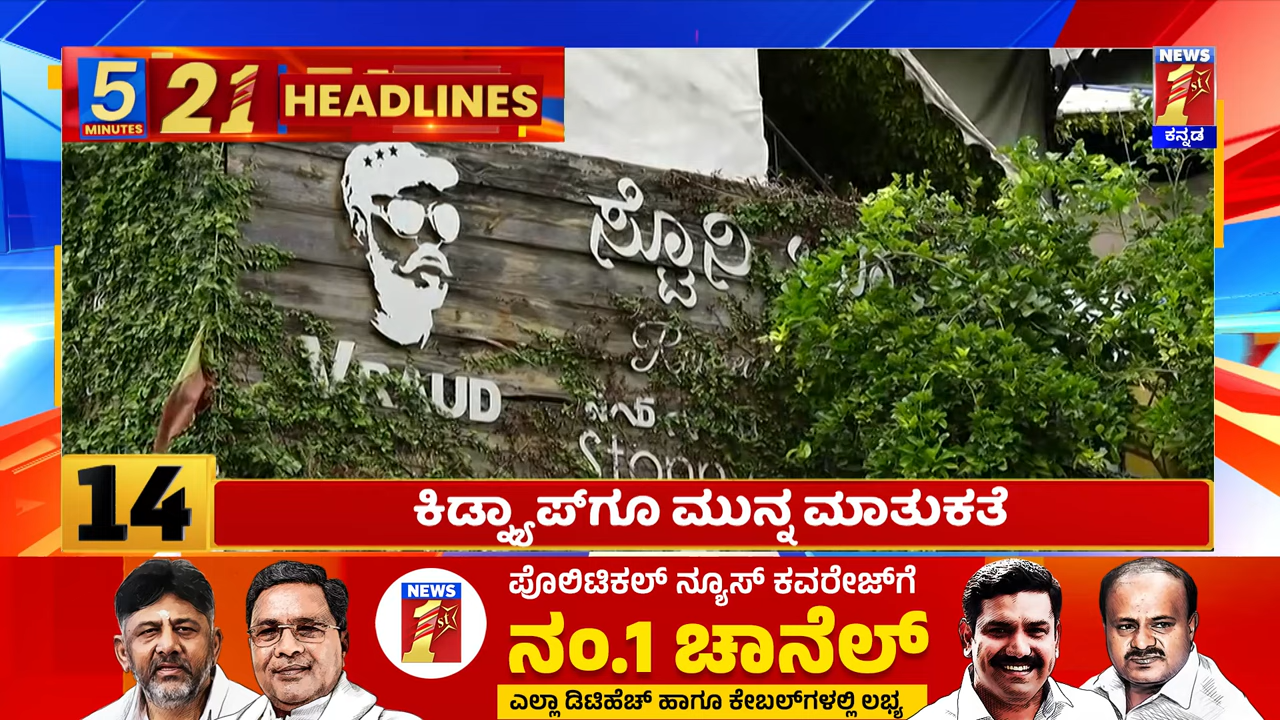 5 MINUTES
21
HEADLINES
NEWS
1st
ಕನ್ನಡ
ಸ್ಟೋನಿ
VRAUD
Stony
14
ಕಿಡ್ನ್ಯಾಪ್‌ಗೂ ಮುನ್ನ ಮಾತುಕತೆ
NEWS
1st
ಪೊಲಿಟಿಕಲ್ ನ್ಯೂಸ್ ಕವರೇಜ್‌ಗೆ
ನಂ.1 ಚಾನೆಲ್
ಎಲ್ಲಾ ಡಿಟಿಹೆಚ್ ಹಾಗೂ ಕೇಬಲ್‌ಗಳಲ್ಲಿ ಲಭ್ಯ